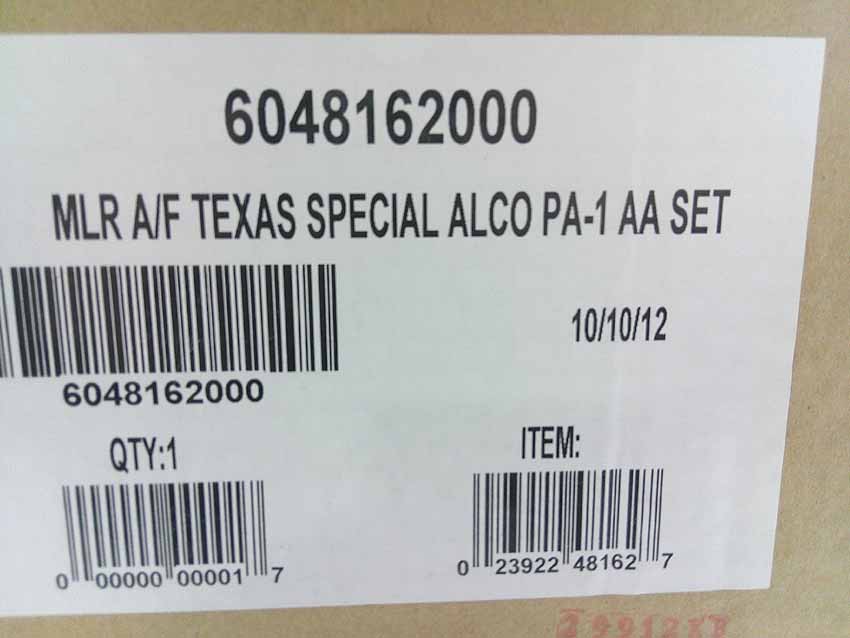 6048162000
MLR A/F TEXAS SPECIAL ALCO PA-1 AA SET
10/10/12
6048162000
QTY:1
ITEM:
0 00000 00001 7
0 23922 48162 7